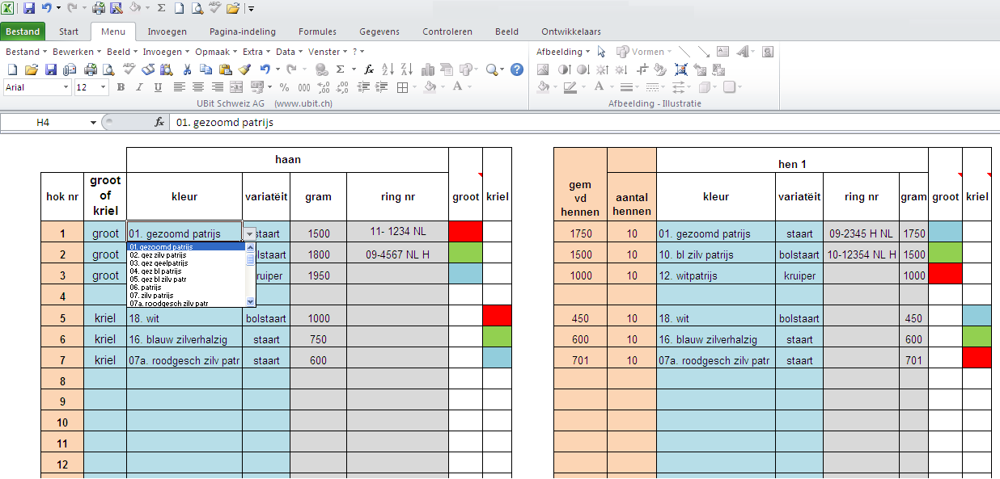 Bestand Start Menu Invoegen Pagina-indeling Formules Gegevens Controleren Beeld Ontwikkelaars
Bestand Bewerken Beeld Invoegen Opmaak Extra Data Venster ? Afbeelding Vormen
Arial 12 B I U % 000
UBit Schweiz AG (www.ubit.ch) Afbeelding - Illustratie
H4 fx 01. gezoomd patrijs
haan hen 1
hok nr groot of kriel kleur variatëit gram ring nr groot kriel gem vd hennen aantal hennen kleur variatëit ring nr gram groot kriel
1 groot 01. gezoomd patrijs staart 1500 11- 1234 NL 1750 10 01. gezoomd patrijs staart 09-2345 H NL 1750
01. gezoomd patrijs
2 groot bolstaart 1800 09-4567 NL H 1500 10 10. bl zilv patrijs bolstaart 10-12354 NL H 1500
02. gez zilv patrijs
03. gez geelpatrijs
3 groot kruiper 1950 1000 10 12. witpatrijs kruiper 1000
04. gez bl patrijs
05. gez bl zilv patr
06. patrijs
4
07. zilv patrijs
07a. roodgesch zilv patr
5 kriel 18. wit bolstaart 1000 450 10 18. wit bolstaart 450
6 kriel 16. blauw zilverhalzig staart 750 600 10 16. blauw zilverhalzig staart 600
7 kriel 07a. roodgesch zilv patr staart 600 701 10 07a. roodgesch zilv patr staart 701
8
9
10
11
12